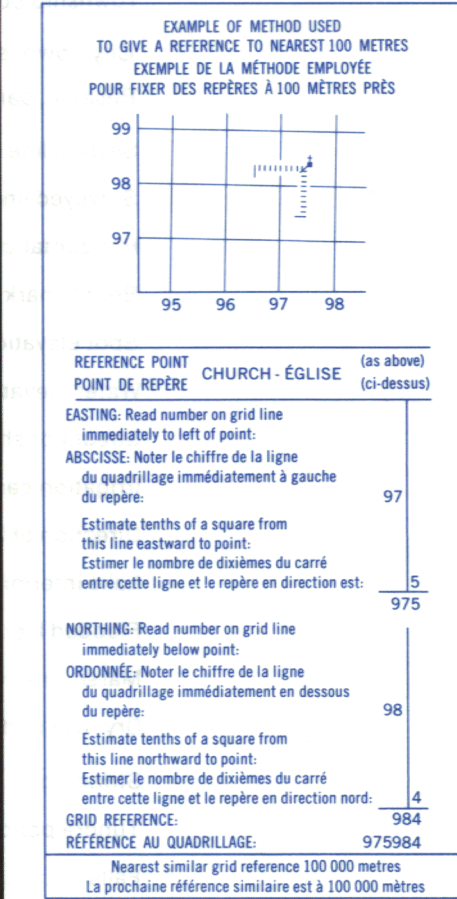 EXAMPLE OF METHOD USED
TO GIVE A REFERENCE TO NEAREST 100 METRES
EXEMPLE DE LA MÉTHODE EMPLOYÉE
POUR FIXER DES REPÈRES À 100 MÈTRES PRÈS
99
98
97
95 96 97 98
REFERENCE POINT
POINT DE REPÈRE
CHURCH - ÉGLISE
(as above)
(ci-dessus)
EASTING: Read number on grid line
immediately to left of point:
ABSCISSE: Noter le chiffre de la ligne
du quadrillage immédiatement à gauche
du repère: 97
Estimate tenths of a square from
this line eastward to point:
Estimer le nombre de dixièmes du carré
entre cette ligne et le repère en direction est: 5
975
NORTHING: Read number on grid line
immediately below point:
ORDONNÉE: Noter le chiffre de la ligne
du quadrillage immédiatement en dessous
du repère: 98
Estimate tenths of a square from
this line northward to point:
Estimer le nombre de dixièmes du carré
entre cette ligne et le repère en direction nord: 4
GRID REFERENCE: 984
RÉFÉRENCE AU QUADRILLAGE: 975984
Nearest similar grid reference 100 000 metres
La prochaine référence similaire est à 100 000 mètres